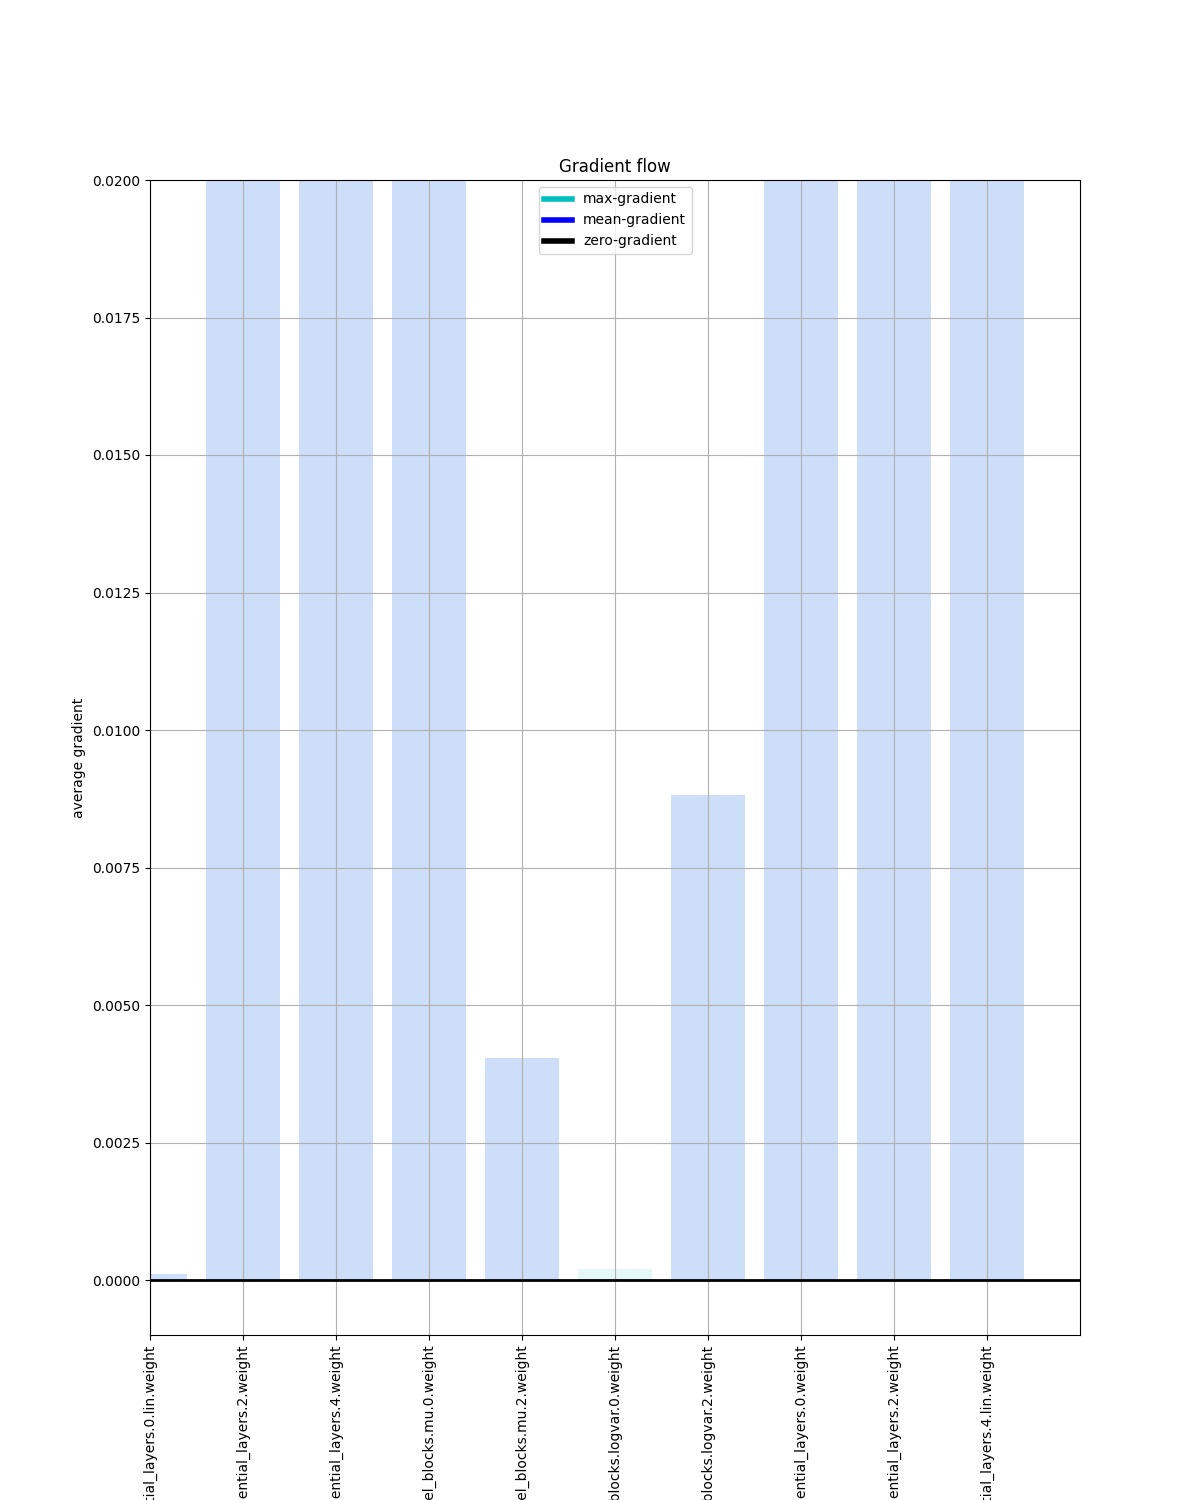 Gradient flow
max-gradient
mean-gradient
zero-gradient
0.0200
0.0175
0.0150
0.0125
0.0100
0.0075
0.0050
0.0025
0.0000
average gradient
tial_layers.0.lin.weight
ential_layers.2.weight
ential_layers.4.weight
el_blocks.mu.0.weight
el_blocks.mu.2.weight
blocks.logvar.0.weight
blocks.logvar.2.weight
ential_layers.0.weight
ential_layers.2.weight
tial_layers.4.lin.weight